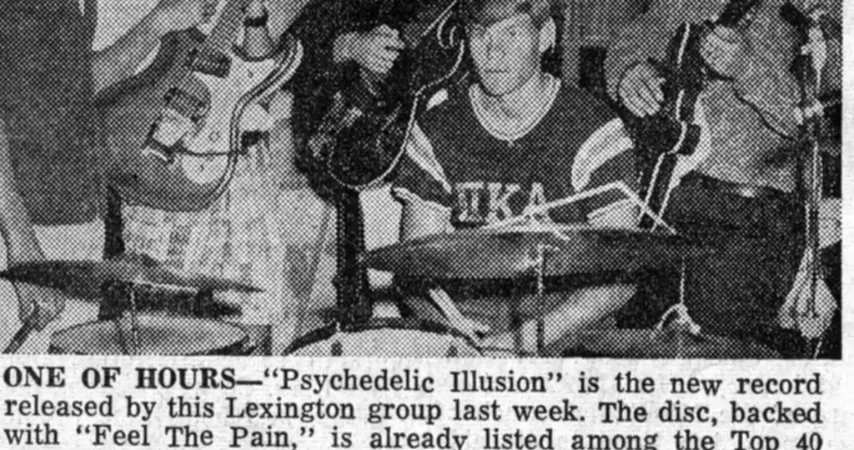 ΠΚΑ
ONE OF HOURS—“Psychedelic Illusion” is the new record
released by this Lexington group last week. The disc, backed
with “Feel The Pain,” is already listed among the Top 40